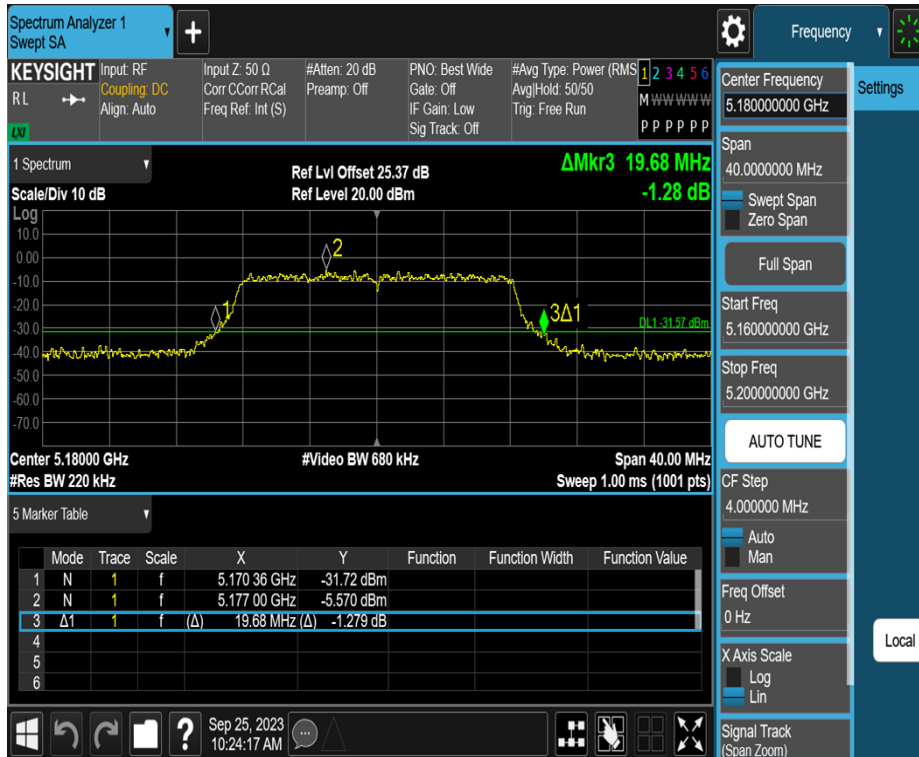 Spectrum Analyzer 1
Swept SA
Frequency
KEYSIGHT
RL
LXI
Input: RF
Coupling: DC
Align: Auto
Input Z: 50 Ω
Corr CCorr RCal
Freq Ref: Int (S)
#Atten: 20 dB
Preamp: Off
PNO: Best Wide
Gate: Off
IF Gain: Low
Sig Track: Off
#Avg Type: Power (RMS
Avg|Hold: 50/50
Trig: Free Run
1 2 3 4 5 6
M W W W W W
P P P P P P
1 Spectrum
Scale/Div 10 dB
Ref Lvl Offset 25.37 dB
Ref Level 20.00 dBm
ΔMkr3 19.68 MHz
-1.28 dB
Log
10.0
0.00
-10.0
-20.0
-30.0
-40.0
-50.0
-60.0
-70.0
2
1
3Δ1
DL1 -31.57 dBm
Center 5.18000 GHz
#Res BW 220 kHz
#Video BW 680 kHz
Span 40.00 MHz
Sweep 1.00 ms (1001 pts)
5 Marker Table
Mode Trace Scale X Y Function Function Width Function Value
1 N 1 f 5.170 36 GHz -31.72 dBm
2 N 1 f 5.177 00 GHz -5.570 dBm
3 Δ1 1 f (Δ) 19.68 MHz (Δ) -1.279 dB
4
5
6
Sep 25, 2023
10:24:17 AM
?
Center Frequency
5.180000000 GHz
Span
40.0000000 MHz
Swept Span
Zero Span
Full Span
Start Freq
5.160000000 GHz
Stop Freq
5.200000000 GHz
AUTO TUNE
CF Step
4.000000 MHz
Auto
Man
Freq Offset
0 Hz
X Axis Scale
Log
Lin
Signal Track
(Span Zoom)
Settings
Local